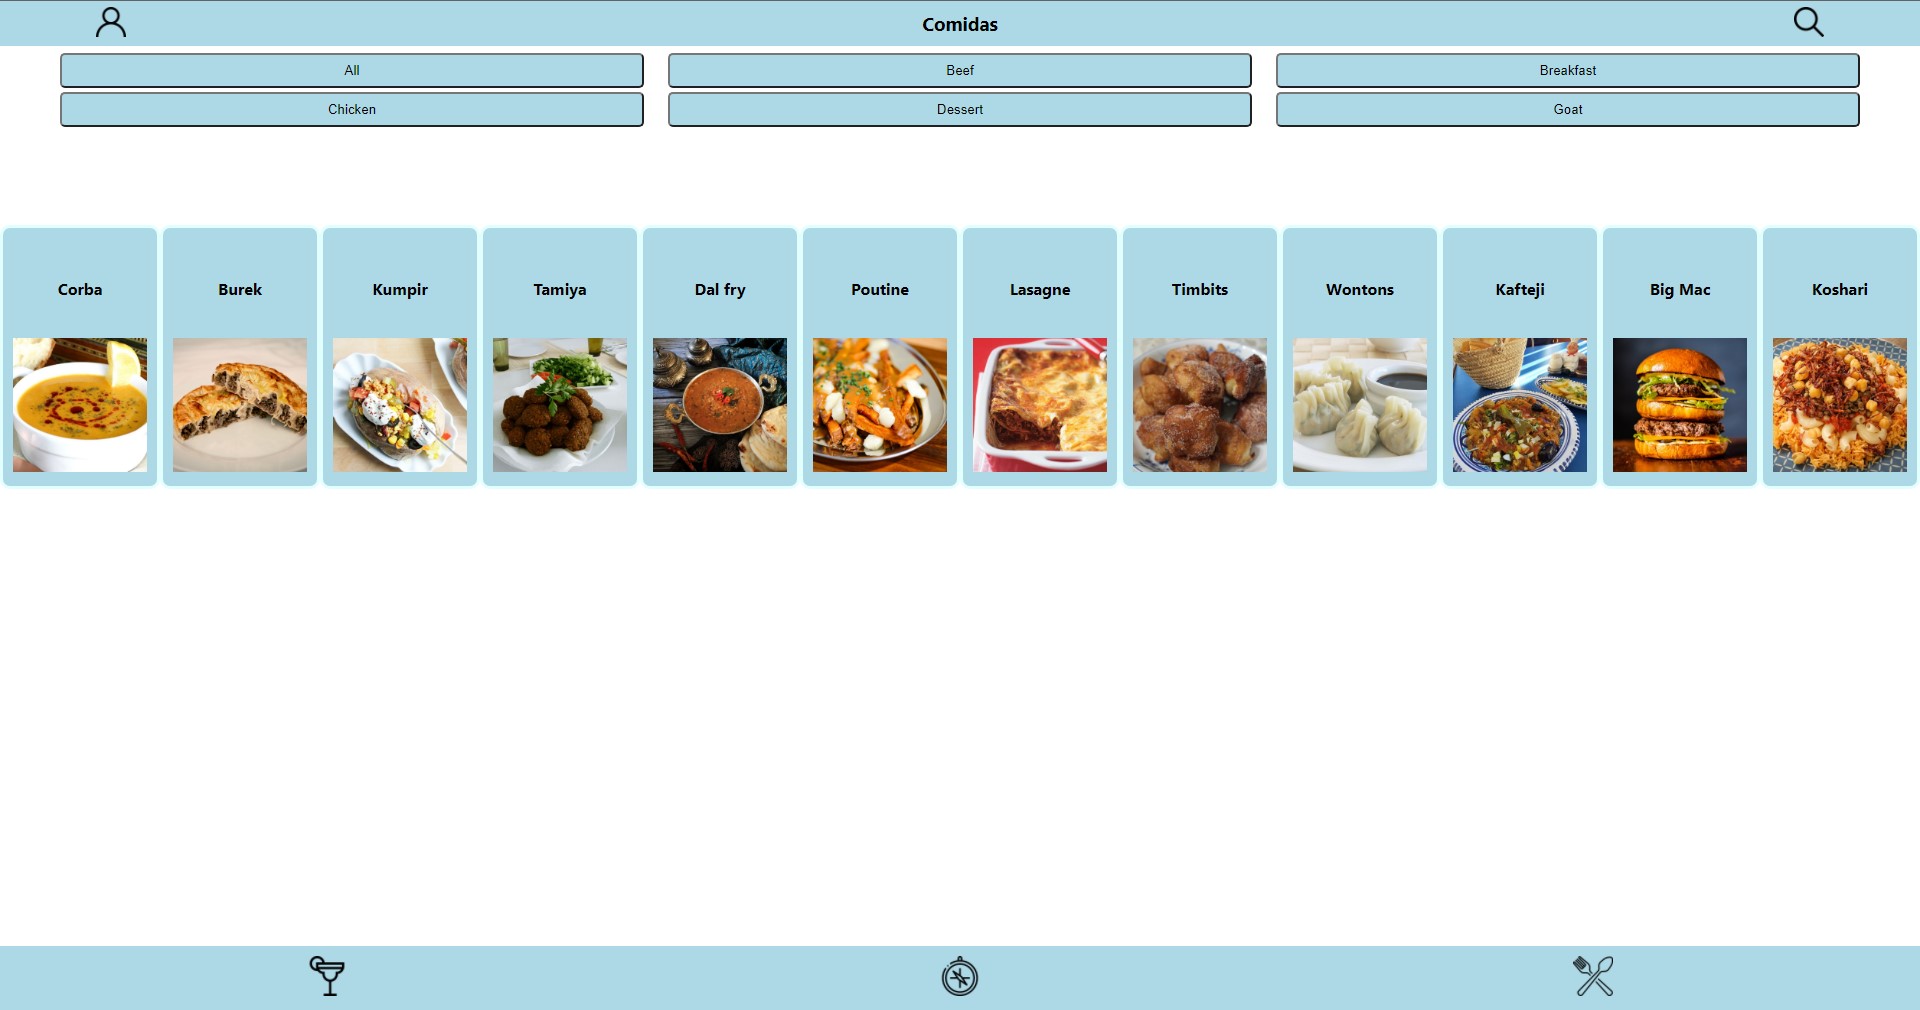 Comidas
All
Beef
Breakfast
Chicken
Dessert
Goat
Corba
Burek
Kumpir
Tamiya
Dal fry
Poutine
Lasagne
Timbits
Wontons
Kafteji
Big Mac
Koshari